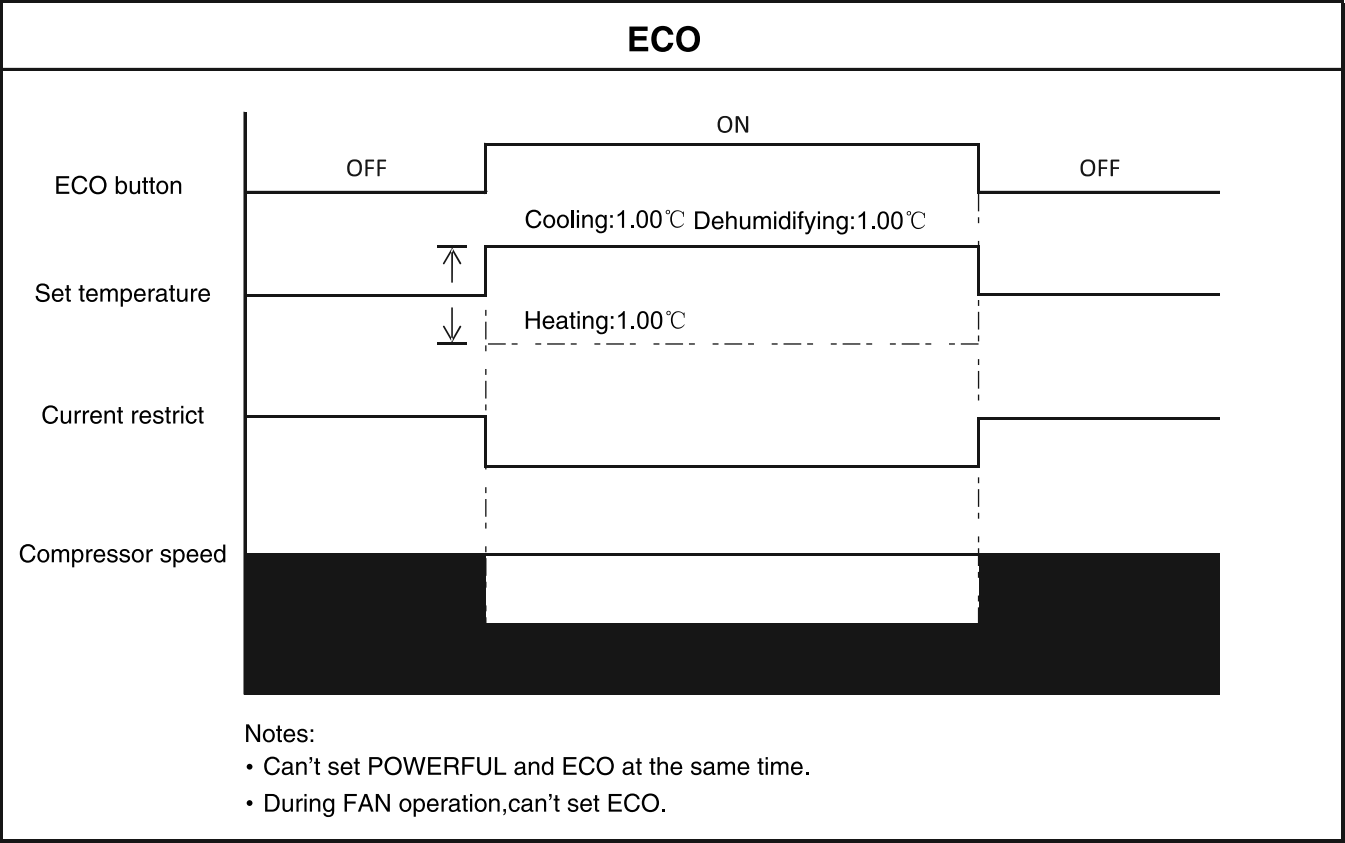 ECO
ON
OFF
OFF
ECO button
Cooling:1.00℃ Dehumidifying:1.00℃
Set temperature
Heating:1.00℃
Current restrict
Compressor speed
Notes:
• Can't set POWERFUL and ECO at the same time.
• During FAN operation,can't set ECO.